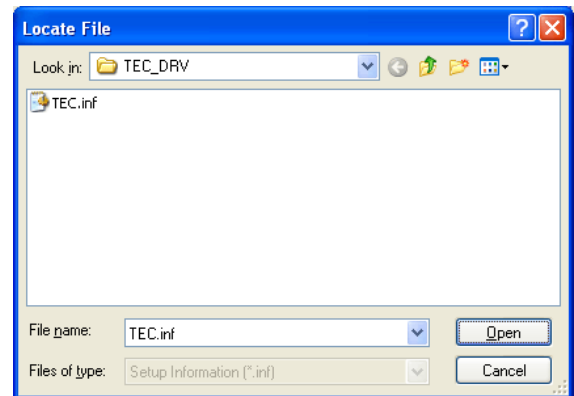 Locate File
Look in: TEC_DRV
TEC.inf
File name: TEC.inf Open
Files of type: Setup Information (*.inf) Cancel